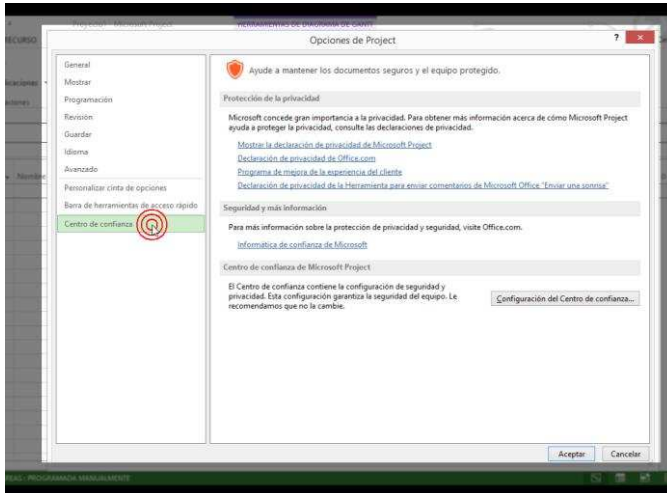 Proyecto1 - Microsoft Project
HERRAMIENTAS DE DIAGRAMA DE GANTT
Opciones de Project
?
General
Mostrar
Programación
Revisión
Guardar
Idioma
Avanzado
Personalizar cinta de opciones
Barra de herramientas de acceso rápido
Centro de confianza
Ayude a mantener los documentos seguros y el equipo protegido.
Protección de la privacidad
Microsoft concede gran importancia a la privacidad. Para obtener más información acerca de cómo Microsoft Project
ayuda a proteger la privacidad, consulte las declaraciones de privacidad.
Mostrar la declaración de privacidad de Microsoft Project
Declaración de privacidad de Office.com
Programa de mejora de la experiencia del cliente
Declaración de privacidad de la Herramienta para enviar comentarios de Microsoft Office "Enviar una sonrisa"
Seguridad y más información
Para más información sobre la protección de privacidad y seguridad, visite Office.com.
Informática de confianza de Microsoft
Centro de confianza de Microsoft Project
El Centro de confianza contiene la configuración de seguridad y
privacidad. Esta configuración garantiza la seguridad del equipo. Le
recomendamos que no la cambie.
Configuración del Centro de confianza...
Aceptar
Cancelar
RECURSO
Nombre
PROGRAMADA MANUALMENTE